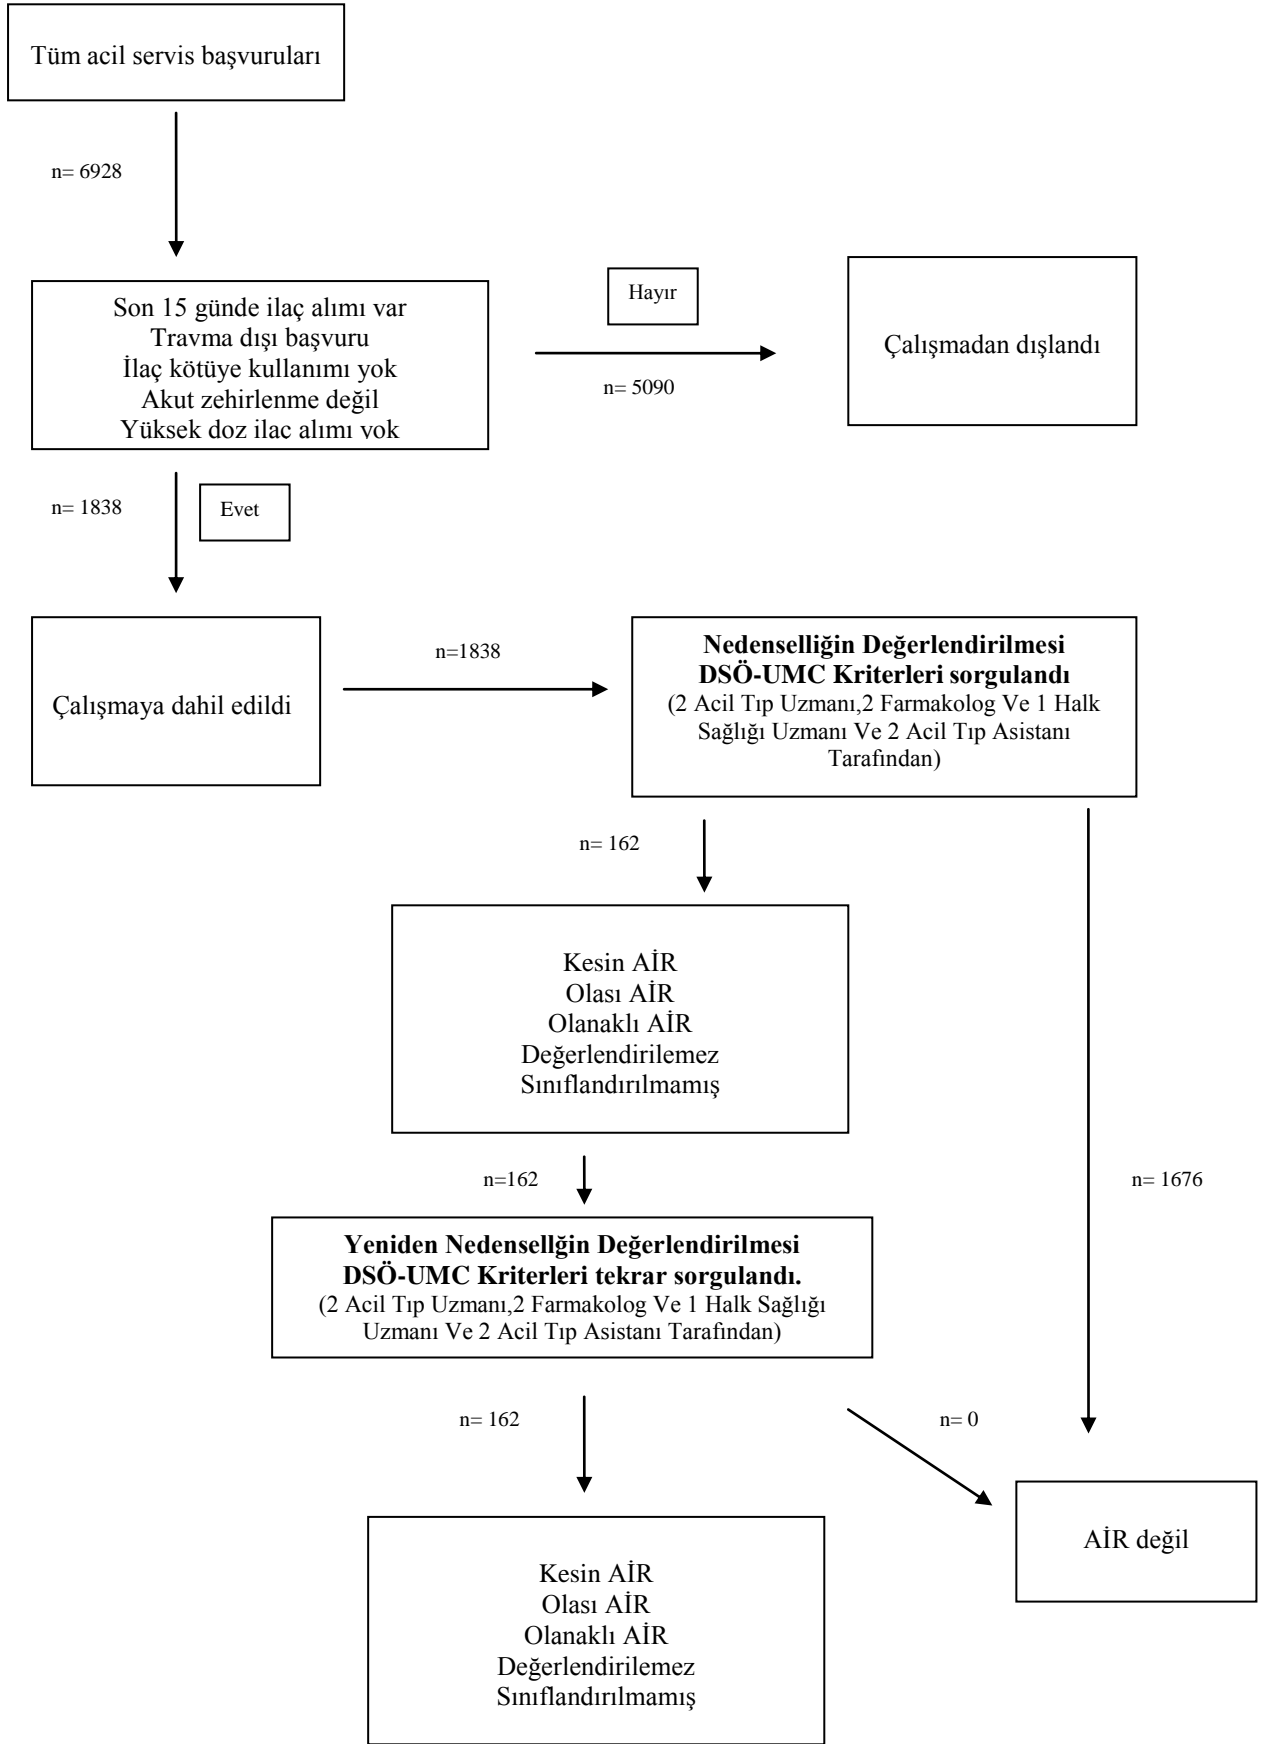 Tüm acil servis başvuruları
n= 6928
Son 15 günde ilaç alımı var
Travma dışı başvuru
İlaç kötüye kullanımı yok
Akut zehirlenme değil
Yüksek doz ilac alımı vok
Hayır
n= 5090
Çalışmadan dışlandı
n= 1838
Evet
Çalışmaya dahil edildi
n=1838
Nedenselliğin Değerlendirilmesi
DSÖ-UMC Kriterleri sorgulandı
(2 Acil Tıp Uzmanı,2 Farmakolog Ve 1 Halk
Sağlığı Uzmanı Ve 2 Acil Tıp Asistanı
Tarafından)
n= 162
Kesin AİR
Olası AİR
Olanaklı AİR
Değerlendirilemez
Sınıflandırılmamış
n=162
n= 1676
Yeniden Nedensellğin Değerlendirilmesi
DSÖ-UMC Kriterleri tekrar sorgulandı.
(2 Acil Tıp Uzmanı,2 Farmakolog Ve 1 Halk Sağlığı
Uzmanı Ve 2 Acil Tıp Asistanı Tarafından)
n= 162
n= 0
AİR değil
Kesin AİR
Olası AİR
Olanaklı AİR
Değerlendirilemez
Sınıflandırılmamış